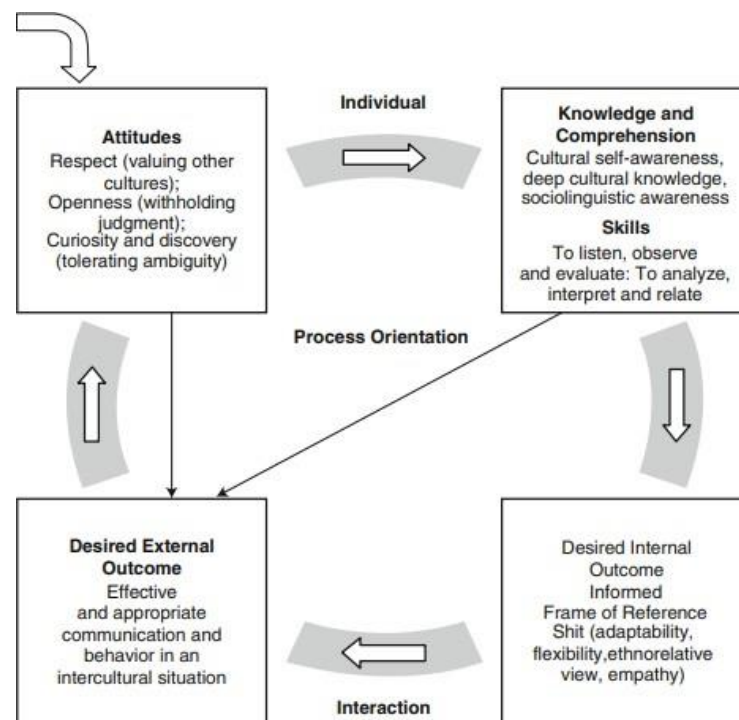 Individual
Attitudes
Respect (valuing other
cultures);
Openness (withholding
judgment);
Curiosity and discovery
(tolerating ambiguity)
Knowledge and
Comprehension
Cultural self-awareness,
deep cultural knowledge,
sociolinguistic awareness
Skills
To listen, observe
and evaluate: To analyze,
interpret and relate
Process Orientation
Desired External
Outcome
Effective
and appropriate
communication and
behavior in an
intercultural situation
Desired Internal
Outcome
Informed
Frame of Reference
Shit (adaptability,
flexibility,ethnorelative
view, empathy)
Interaction